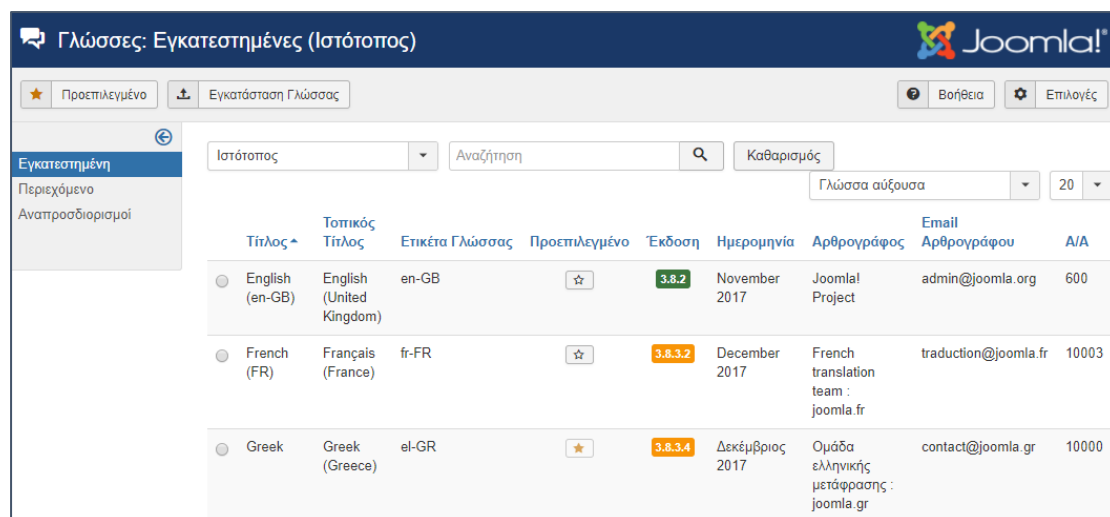 Γλώσσες: Εγκατεστημένες (Ιστότοπος)
Joomla!®
Προεπιλεγμένο
Εγκατάσταση Γλώσσας
Βοήθεια
Επιλογές
Εγκατεστημένη
Περιεχόμενο
Αναπροσδιορισμοί
Ιστότοπος
Αναζήτηση
Καθαρισμός
Γλώσσα αύξουσα
20
Τίτλος
Τοπικός
Τίτλος
Ετικέτα Γλώσσας
Προεπιλεγμένο
Έκδοση
Ημερομηνία
Αρθρογράφος
Email
Αρθρογράφου
Α/Α
English
(en-GB)
English
(United
Kingdom)
en-GB
3.8.2
November
2017
Joomla!
Project
admin@joomla.org
600
French
(FR)
Français
(France)
fr-FR
3.8.3.2
December
2017
French
translation
team :
joomla.fr
traduction@joomla.fr
10003
Greek
Greek
(Greece)
el-GR
3.8.3.4
Δεκέμβριος
2017
Ομάδα
ελληνικής
μετάφρασης :
joomla.gr
contact@joomla.gr
10000